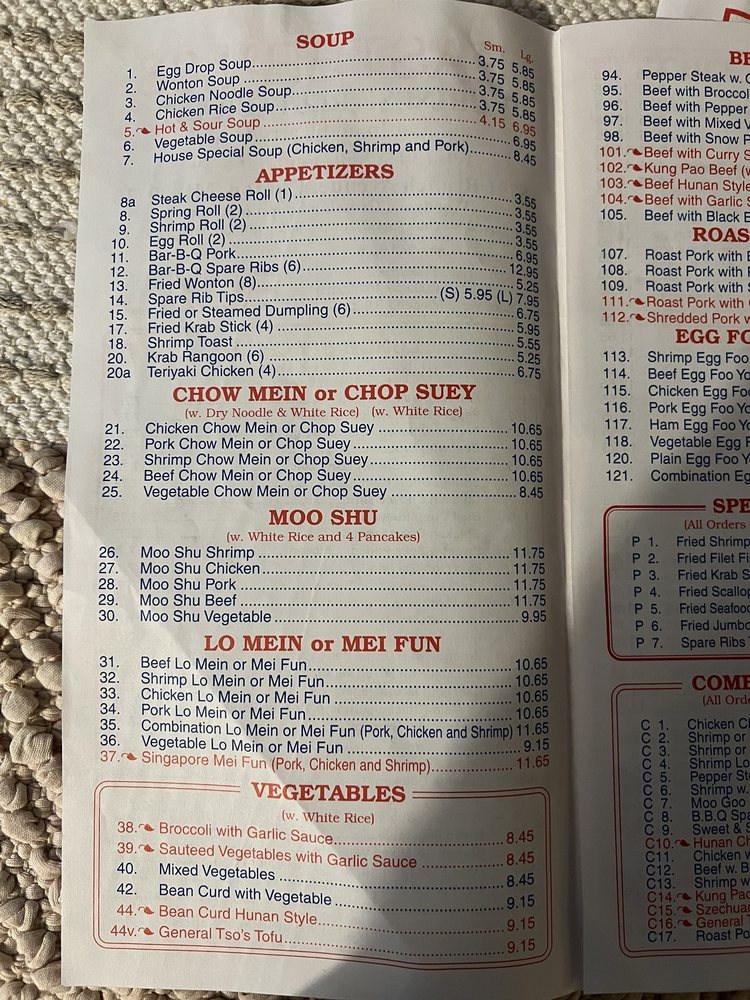 SOUP
Sm. Lg.
1. Egg Drop Soup 3.75 5.85
2. Wonton Soup 3.75 5.85
3. Chicken Noodle Soup 3.75 5.85
4. Chicken Rice Soup 3.75 5.85
5. Hot & Sour Soup 4.15 6.95
6. Vegetable Soup 6.95
7. House Special Soup (Chicken, Shrimp and Pork) 8.45
APPETIZERS
8a Steak Cheese Roll (1) 3.55
8. Spring Roll (2) 3.55
9. Shrimp Roll (2) 3.55
10. Egg Roll (2) 3.55
11. Bar-B-Q Pork 6.95
12. Bar-B-Q Spare Ribs (6) 12.95
13. Fried Wonton (8) 5.25
14. Spare Rib Tips (S) 5.95 (L) 7.95
15. Fried or Steamed Dumpling (6) 6.75
17. Fried Krab Stick (4) 5.95
18. Shrimp Toast 5.55
20. Krab Rangoon (6) 5.25
20a Teriyaki Chicken (4) 6.75
CHOW MEIN or CHOP SUEY
(w. Dry Noodle & White Rice) (w. White Rice)
21. Chicken Chow Mein or Chop Suey 10.65
22. Pork Chow Mein or Chop Suey 10.65
23. Shrimp Chow Mein or Chop Suey 10.65
24. Beef Chow Mein or Chop Suey 10.65
25. Vegetable Chow Mein or Chop Suey 8.45
MOO SHU
(w. White Rice and 4 Pancakes)
26. Moo Shu Shrimp 11.75
27. Moo Shu Chicken 11.75
28. Moo Shu Pork 11.75
29. Moo Shu Beef 11.75
30. Moo Shu Vegetable 9.95
LO MEIN or MEI FUN
31. Beef Lo Mein or Mei Fun 10.65
32. Shrimp Lo Mein or Mei Fun 10.65
33. Chicken Lo Mein or Mei Fun 10.65
34. Pork Lo Mein or Mei Fun 10.65
35. Combination Lo Mein or Mei Fun (Pork, Chicken and Shrimp) 11.65
36. Vegetable Lo Mein or Mei Fun 9.15
37. Singapore Mei Fun (Pork, Chicken and Shrimp) 11.65
VEGETABLES
(w. White Rice)
38. Broccoli with Garlic Sauce 8.45
39. Sauteed Vegetables with Garlic Sauce 8.45
40. Mixed Vegetables 8.45
42. Bean Curd with Vegetable 9.15
44. Bean Curd Hunan Style 9.15
44v. General Tso's Tofu 9.15
BE
94. Pepper Steak w.
95. Beef with Broccoli
96. Beef with Pepper
97. Beef with Mixed V
98. Beef with Snow P
101. Beef with Curry S
102. Kung Pao Beef (w
103. Beef Hunan Style
104. Beef with Garlic S
105. Beef with Black B
ROAS
107. Roast Pork with
108. Roast Pork with
109. Roast Pork with
111. Roast Pork with
112. Shredded Pork w
EGG FO
113. Shrimp Egg Foo
114. Beef Egg Foo Yo
115. Chicken Egg Foo
116. Pork Egg Foo Yo
117. Ham Egg Foo Yo
118. Vegetable Egg F
120. Plain Egg Foo Yo
121. Combination Eg
SPE
(All Orders
P 1. Fried Shrimp
P 2. Fried Filet Fi
P 3. Fried Krab S
P 4. Fried Scallop
P 5. Fried Seafood
P 6. Fried Jumbo
P 7. Spare Ribs
COMB
(All Orde
C 1. Chicken C
C 2. Shrimp or
C 3. Shrimp or
C 4. Shrimp Lo
C 5. Pepper Ste
C 6. Shrimp w.
C 7. Moo Goo
C 8. B.B.Q Spa
C 9. Sweet & S
C10. Hunan Ch
C11. Chicken w
C12. Beef w. B
C13. Shrimp w
C14. Kung Pao
C15. Szechuan
C16. General
C17. Roast Po